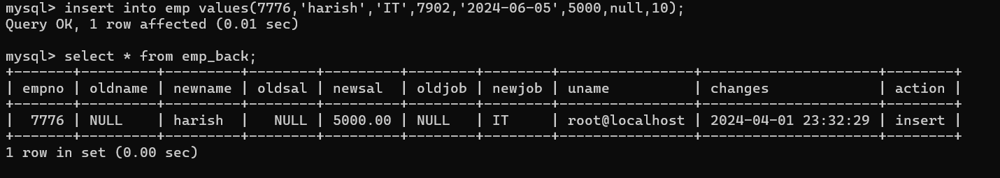 mysql> insert into emp values(7776,'harish','IT',7902,'2024-06-05',5000,null,10);
Query OK, 1 row affected (0.01 sec)

mysql> select * from emp_back;
+-------+---------+---------+--------+---------+--------+--------+----------------+---------------------+--------+
| empno | oldname | newname | oldsal | newsal  | oldjob | newjob | uname          | changes             | action |
+-------+---------+---------+--------+---------+--------+--------+----------------+---------------------+--------+
|  7776 | NULL    | harish  |   NULL | 5000.00 | NULL   | IT     | root@localhost | 2024-04-01 23:32:29 | insert |
+-------+---------+---------+--------+---------+--------+--------+----------------+---------------------+--------+
1 row in set (0.00 sec)